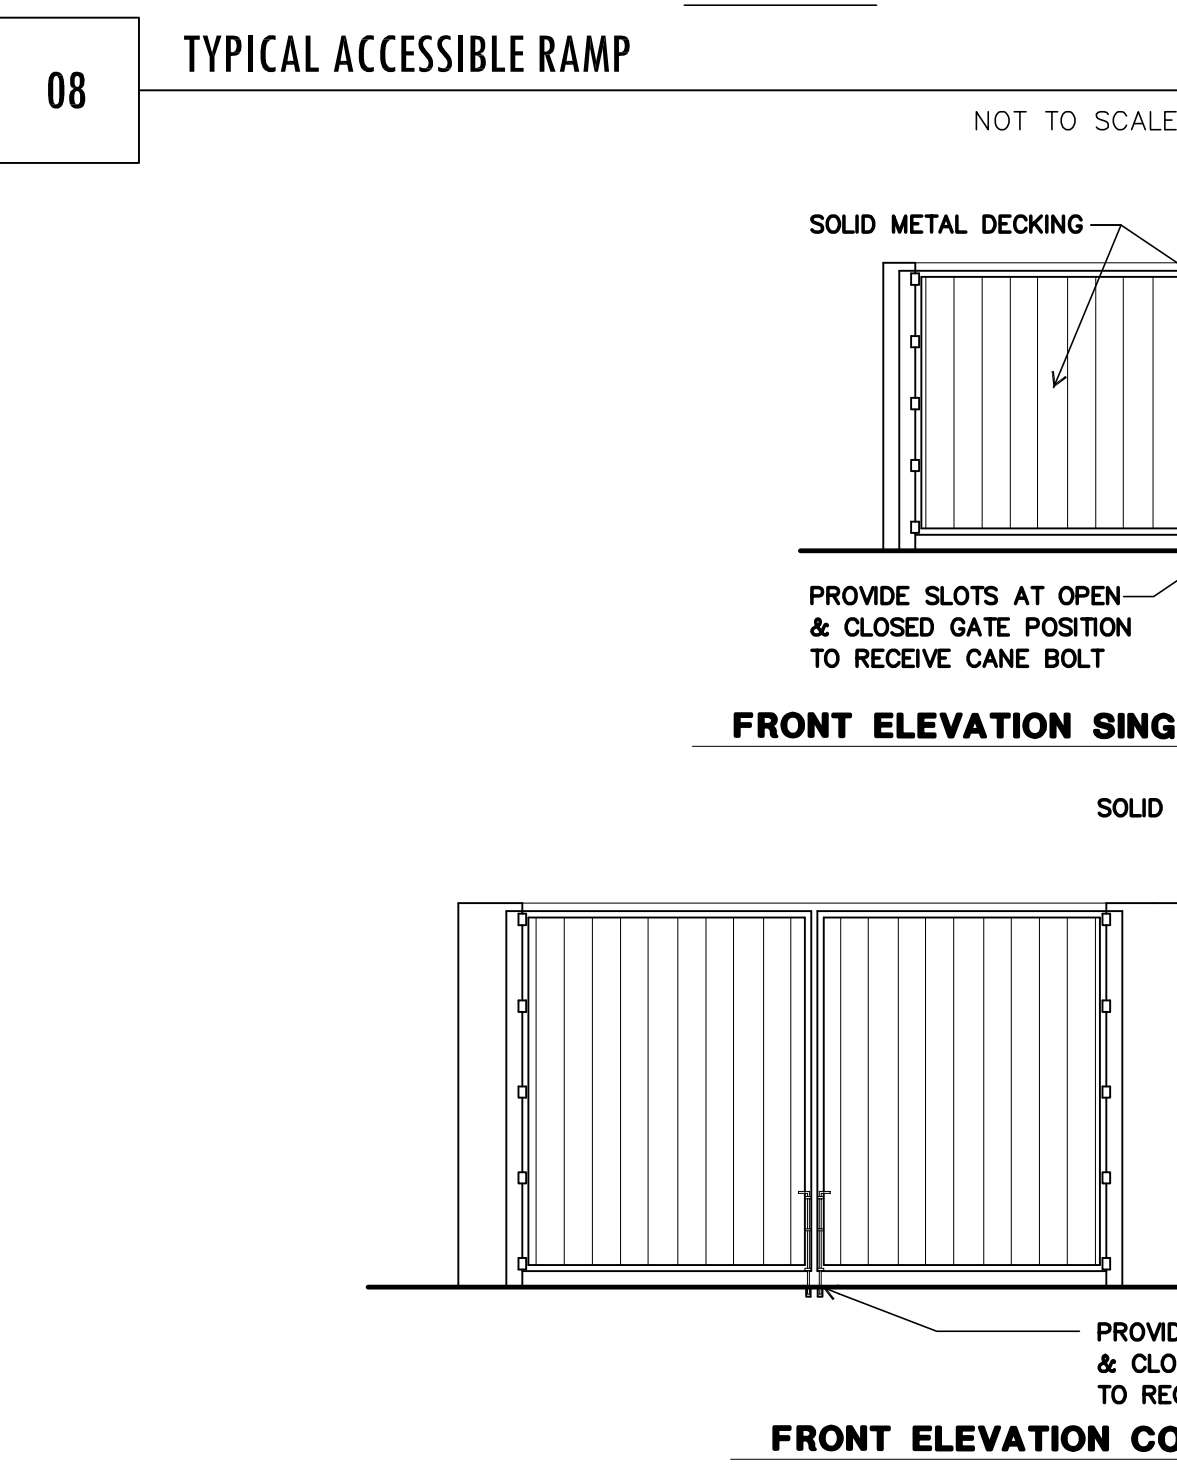 TYPICAL ACCESSIBLE RAMP
08
NOT TO SCALE
SOLID METAL DECKING
PROVIDE SLOTS AT OPEN
& CLOSED GATE POSITION
TO RECEIVE CANE BOLT
FRONT ELEVATION SING
SOLID
PROVID
& CLO
TO REC
FRONT ELEVATION CO